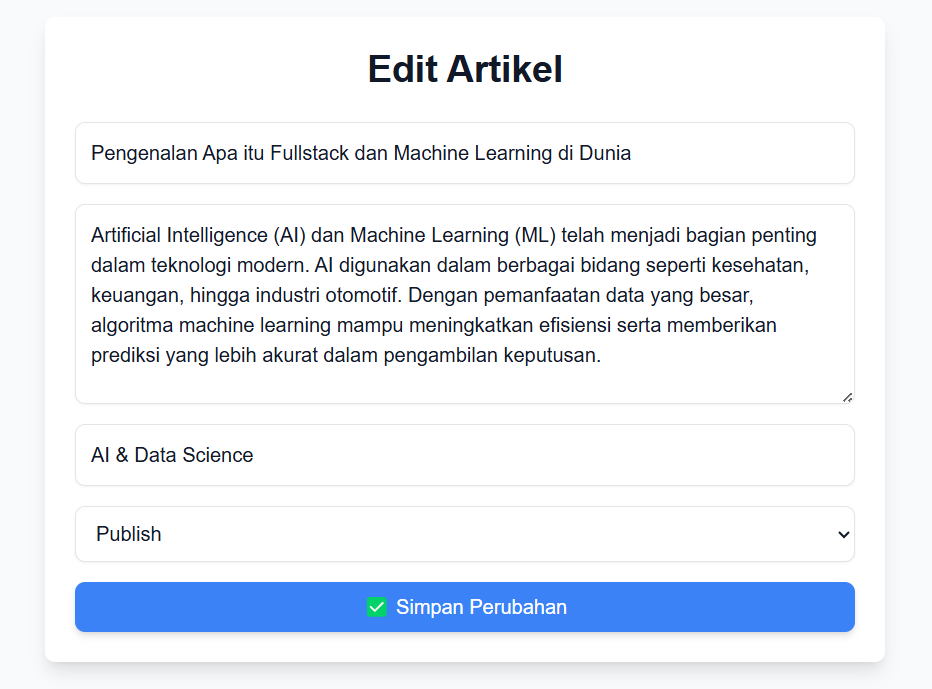 Edit Artikel
Pengenalan Apa itu Fullstack dan Machine Learning di Dunia
Artificial Intelligence (AI) dan Machine Learning (ML) telah menjadi bagian penting
dalam teknologi modern. AI digunakan dalam berbagai bidang seperti kesehatan,
keuangan, hingga industri otomotif. Dengan pemanfaatan data yang besar,
algoritma machine learning mampu meningkatkan efisiensi serta memberikan
prediksi yang lebih akurat dalam pengambilan keputusan.
AI & Data Science
Publish
✅ Simpan Perubahan